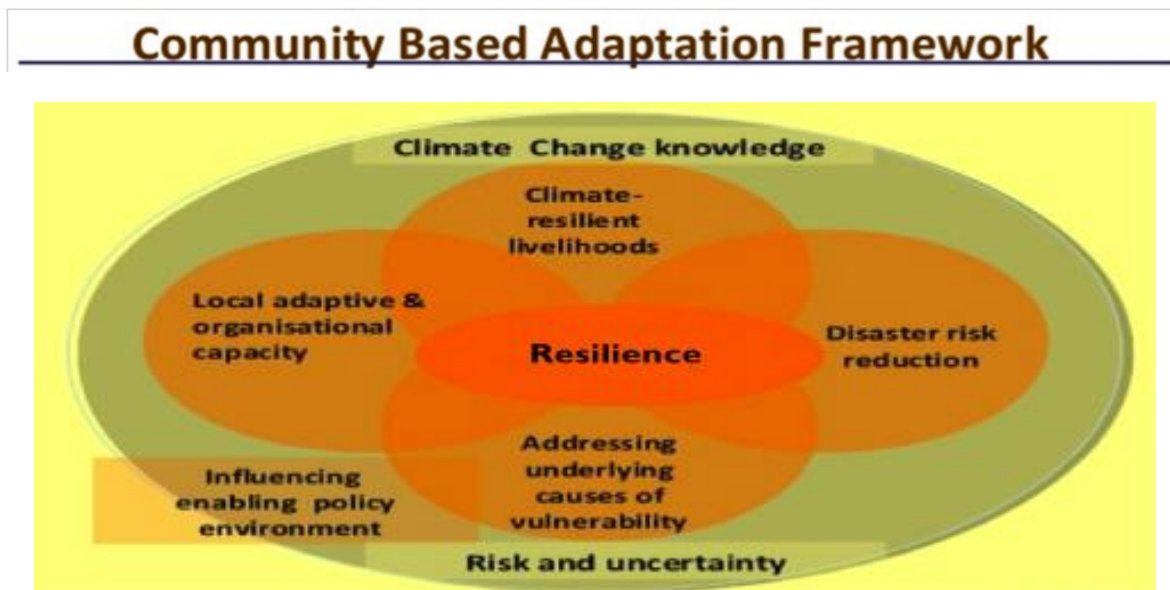 Community Based Adaptation Framework
Climate Change knowledge
Climate-
resilient
livelihoods
Local adaptive &
organisational
capacity
Resilience
Disaster risk
reduction
Addressing
underlying
causes of
vulnerability
Influencing
enabling policy
environment
Risk and uncertainty